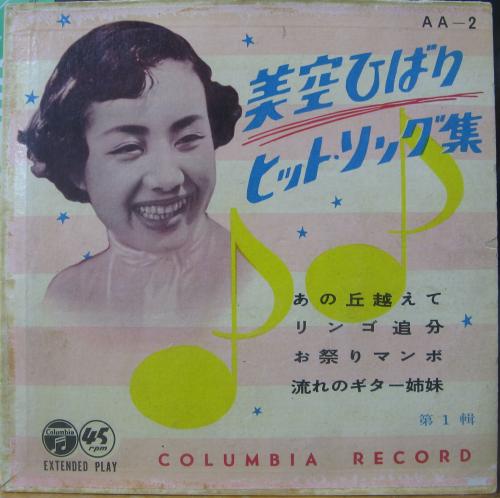 AA-2
美空ひばり
ヒット・ソング集
あの丘越えて
リンゴ追分
お祭りマンボ
流れのギター姉妹
第1輯
Columbia
45 rpm
EXTENDED PLAY
COLUMBIA RECORD